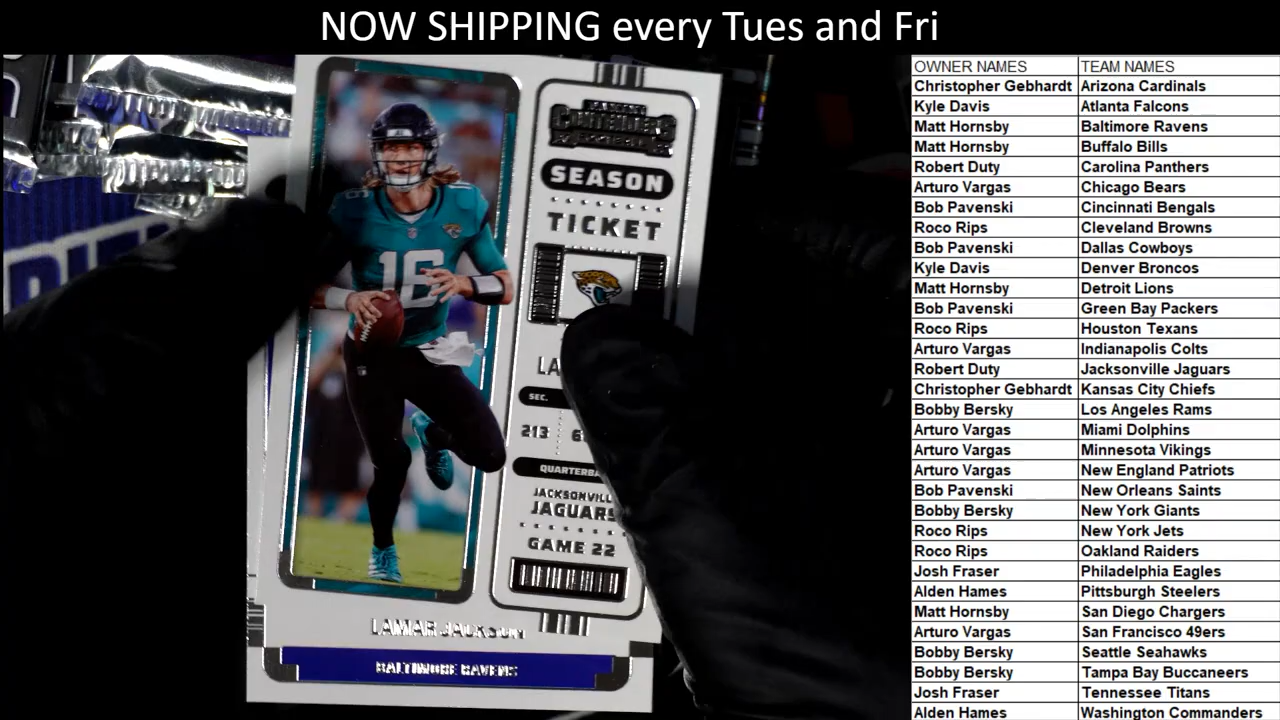 NOW SHIPPING every Tues and Fri
CONTENDERS
SEASON
TICKET
16
16
LA
SEC.
213
QUARTERBA
JACKSONVILL
JAGUARS
GAME 22
LAMAR JACKSON
BALTIMORE RAVENS
OWNER NAMES TEAM NAMES
Christopher Gebhardt Arizona Cardinals
Kyle Davis Atlanta Falcons
Matt Hornsby Baltimore Ravens
Matt Hornsby Buffalo Bills
Robert Duty Carolina Panthers
Arturo Vargas Chicago Bears
Bob Pavenski Cincinnati Bengals
Roco Rips Cleveland Browns
Bob Pavenski Dallas Cowboys
Kyle Davis Denver Broncos
Matt Hornsby Detroit Lions
Bob Pavenski Green Bay Packers
Roco Rips Houston Texans
Arturo Vargas Indianapolis Colts
Robert Duty Jacksonville Jaguars
Christopher Gebhardt Kansas City Chiefs
Bobby Bersky Los Angeles Rams
Arturo Vargas Miami Dolphins
Arturo Vargas Minnesota Vikings
Arturo Vargas New England Patriots
Bob Pavenski New Orleans Saints
Bobby Bersky New York Giants
Roco Rips New York Jets
Roco Rips Oakland Raiders
Josh Fraser Philadelphia Eagles
Alden Hames Pittsburgh Steelers
Matt Hornsby San Diego Chargers
Arturo Vargas San Francisco 49ers
Bobby Bersky Seattle Seahawks
Bobby Bersky Tampa Bay Buccaneers
Josh Fraser Tennessee Titans
Alden Hames Washington Commanders